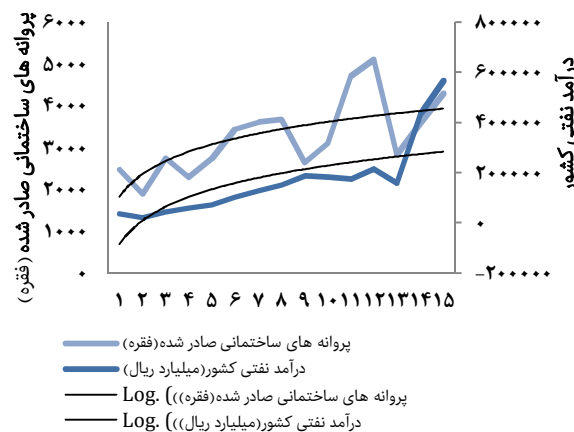 پروانه های ساختمانی صادر شده (فقره)
۶۰۰۰
۵۰۰۰
۴۰۰۰
۳۰۰۰
۲۰۰۰
۱۰۰۰
۰
درآمد نفتی کشور
۸۰۰۰۰۰
۶۰۰۰۰۰
۴۰۰۰۰۰
۲۰۰۰۰۰
۰
-۲۰۰۰۰۰
۱ ۲ ۳ ۴ ۵ ۶ ۷ ۸ ۹ ۱۰ ۱۱ ۱۲ ۱۳ ۱۴ ۱۵
پروانه های ساختمانی صادر شده(فقره)
درآمد نفتی کشور(میلیارد ریال)
Log. (پروانه های ساختمانی صادر شده(فقره))
Log. (درآمد نفتی کشور(میلیارد ریال))